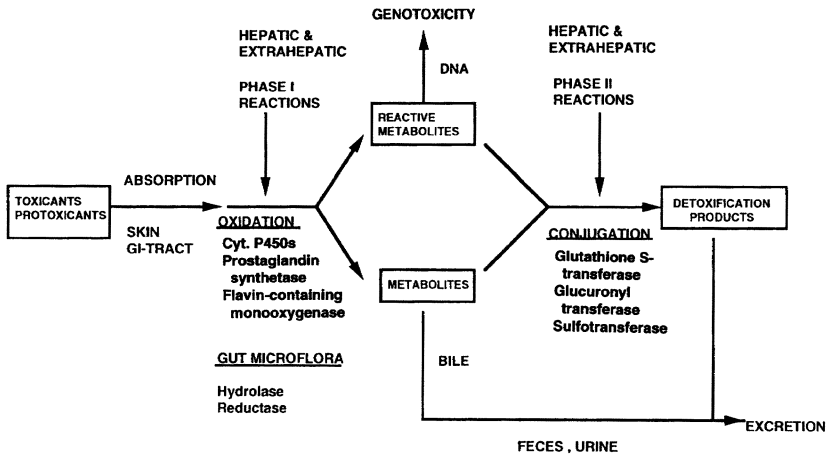 GENOTOXICITY
HEPATIC &
EXTRAHEPATIC
DNA
HEPATIC &
EXTRAHEPATIC
PHASE I
REACTIONS
PHASE II
REACTIONS
REACTIVE
METABOLITES
ABSORPTION
TOXICANTS
PROTOXICANTS
SKIN
GI-TRACT
OXIDATION
Cyt. P450s
Prostaglandin
synthetase
Flavin-containing
monooxygenase
GUT MICROFLORA
Hydrolase
Reductase
METABOLITES
BILE
CONJUGATION
Glutathione S-
transferase
Glucuronyl
transferase
Sulfotransferase
DETOXIFICATION
PRODUCTS
EXCRETION
FECES , URINE